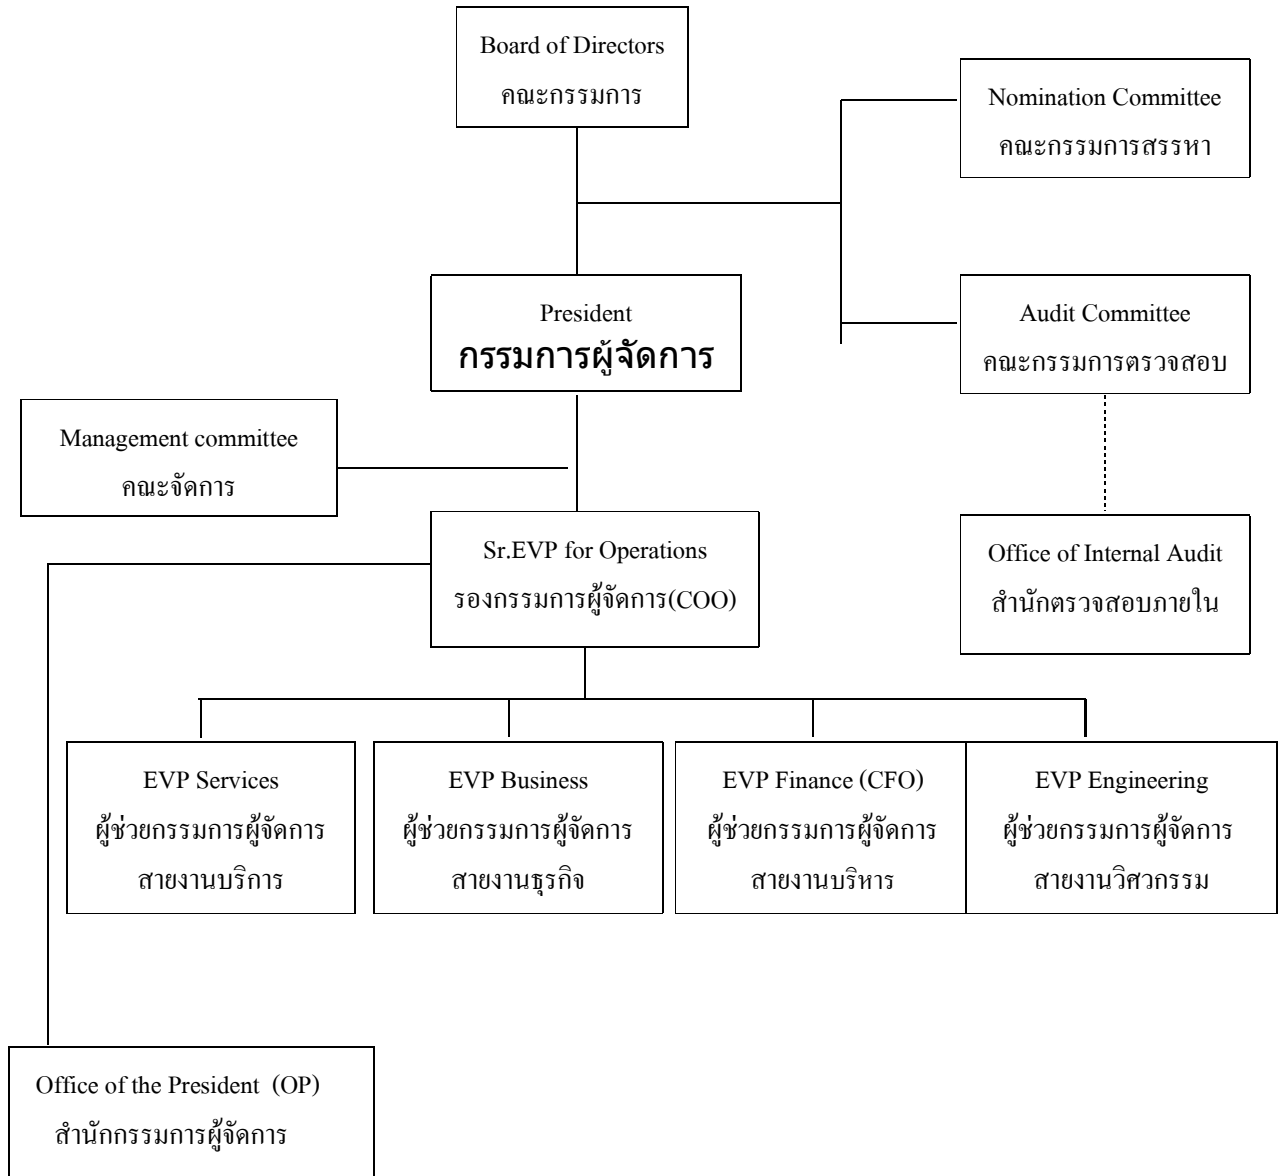 Board of Directors
คณะกรรมการ
Nomination Committee
คณะกรรมการสรรหา
President
กรรมการผู้จัดการ
Audit Committee
คณะกรรมการตรวจสอบ
Management committee
คณะจัดการ
Sr.EVP for Operations
รองกรรมการผู้จัดการ(COO)
Office of Internal Audit
สำนักตรวจสอบภายใน
EVP Services
ผู้ช่วยกรรมการผู้จัดการ
สายงานบริการ
EVP Business
ผู้ช่วยกรรมการผู้จัดการ
สายงานธุรกิจ
EVP Finance (CFO)
ผู้ช่วยกรรมการผู้จัดการ
สายงานบริหาร
EVP Engineering
ผู้ช่วยกรรมการผู้จัดการ
สายงานวิศวกรรม
Office of the President (OP)
สำนักกรรมการผู้จัดการ